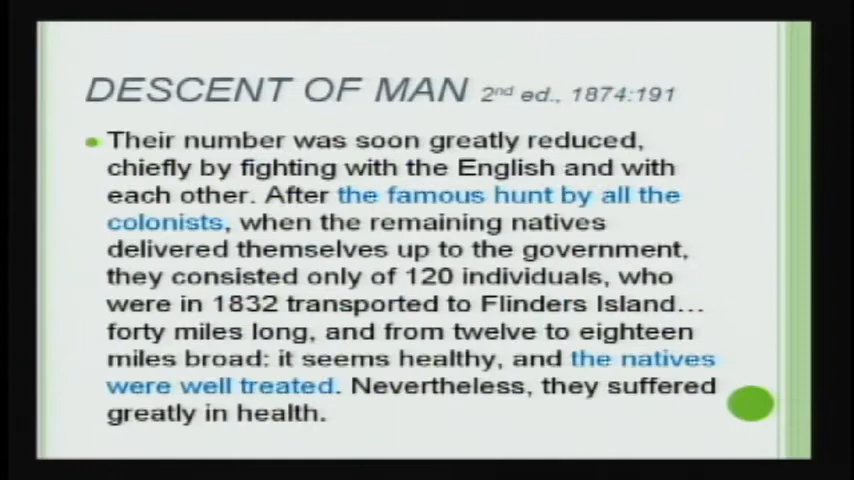 DESCENT OF MAN 2nd ed., 1874:191
Their number was soon greatly reduced,
chiefly by fighting with the English and with
each other. After the famous hunt by all the
colonists, when the remaining natives
delivered themselves up to the government,
they consisted only of 120 individuals, who
were in 1832 transported to Flinders Island…
forty miles long, and from twelve to eighteen
miles broad: it seems healthy, and the natives
were well treated. Nevertheless, they suffered
greatly in health.